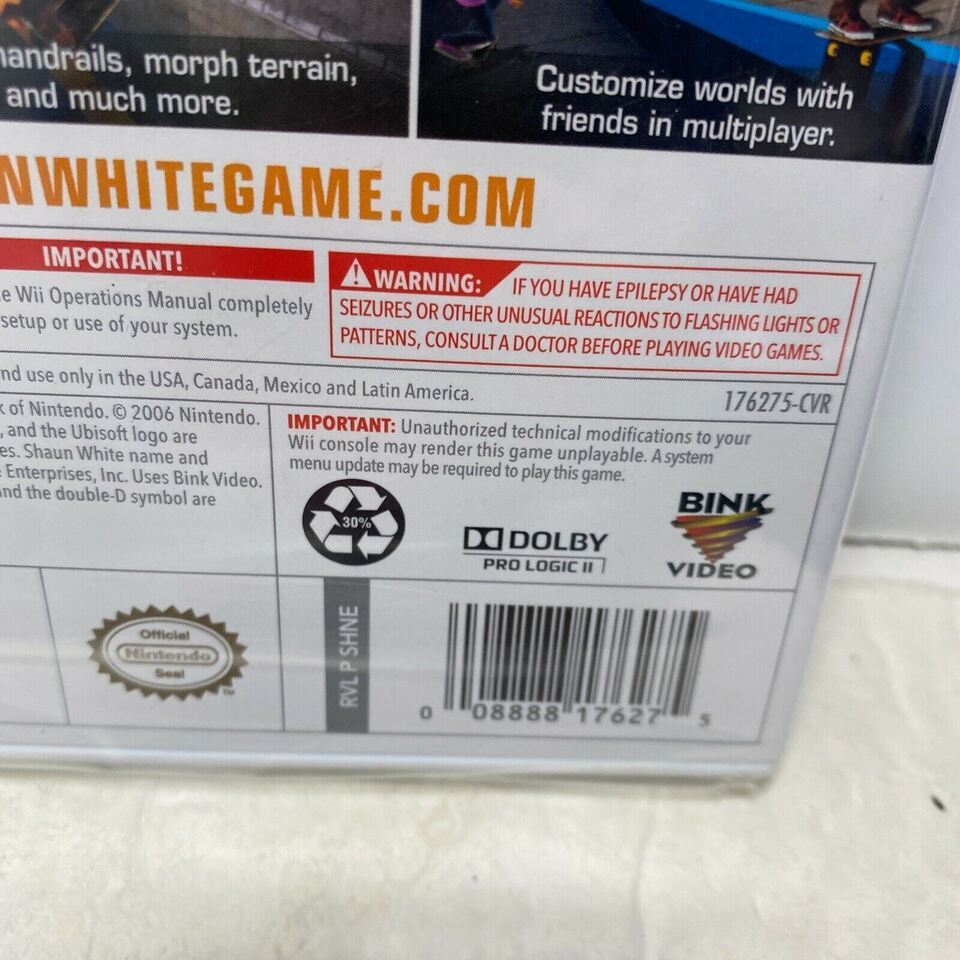 handrails, morph terrain,
and much more.
Customize worlds with
friends in multiplayer.
NWHITEGAME.COM
IMPORTANT!
e Wii Operations Manual completely
setup or use of your system.
WARNING: IF YOU HAVE EPILEPSY OR HAVE HAD
SEIZURES OR OTHER UNUSUAL REACTIONS TO FLASHING LIGHTS OR
PATTERNS, CONSULT A DOCTOR BEFORE PLAYING VIDEO GAMES.
nd use only in the USA, Canada, Mexico and Latin America.
176275-CVR
k of Nintendo. © 2006 Nintendo.
, and the Ubisoft logo are
es. Shaun White name and
e Enterprises, Inc. Uses Bink Video.
nd the double-D symbol are
IMPORTANT: Unauthorized technical modifications to your
Wii console may render this game unplayable. A system
menu update may be required to play this game.
30%
DOLBY
PRO LOGIC II
BINK
VIDEO
Official
Nintendo
Seal
TM
RVL P SHNE
0 08888 17627 5